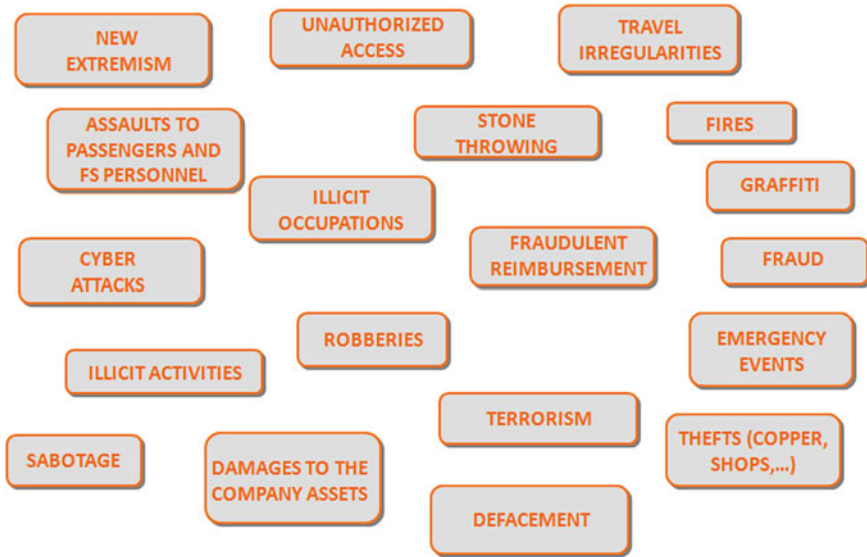 NEW
EXTREMISM
UNAUTHORIZED
ACCESS
TRAVEL
IRREGULARITIES
ASSAULTS TO
PASSENGERS AND
FS PERSONNEL
STONE
THROWING
FIRES
GRAFFITI
ILLICIT
OCCUPATIONS
FRAUDULENT
REIMBURSEMENT
FRAUD
CYBER
ATTACKS
ROBBERIES
EMERGENCY
EVENTS
ILLICIT ACTIVITIES
TERRORISM
THEFTS (COPPER,
SHOPS,...)
SABOTAGE
DAMAGES TO THE
COMPANY ASSETS
DEFACEMENT